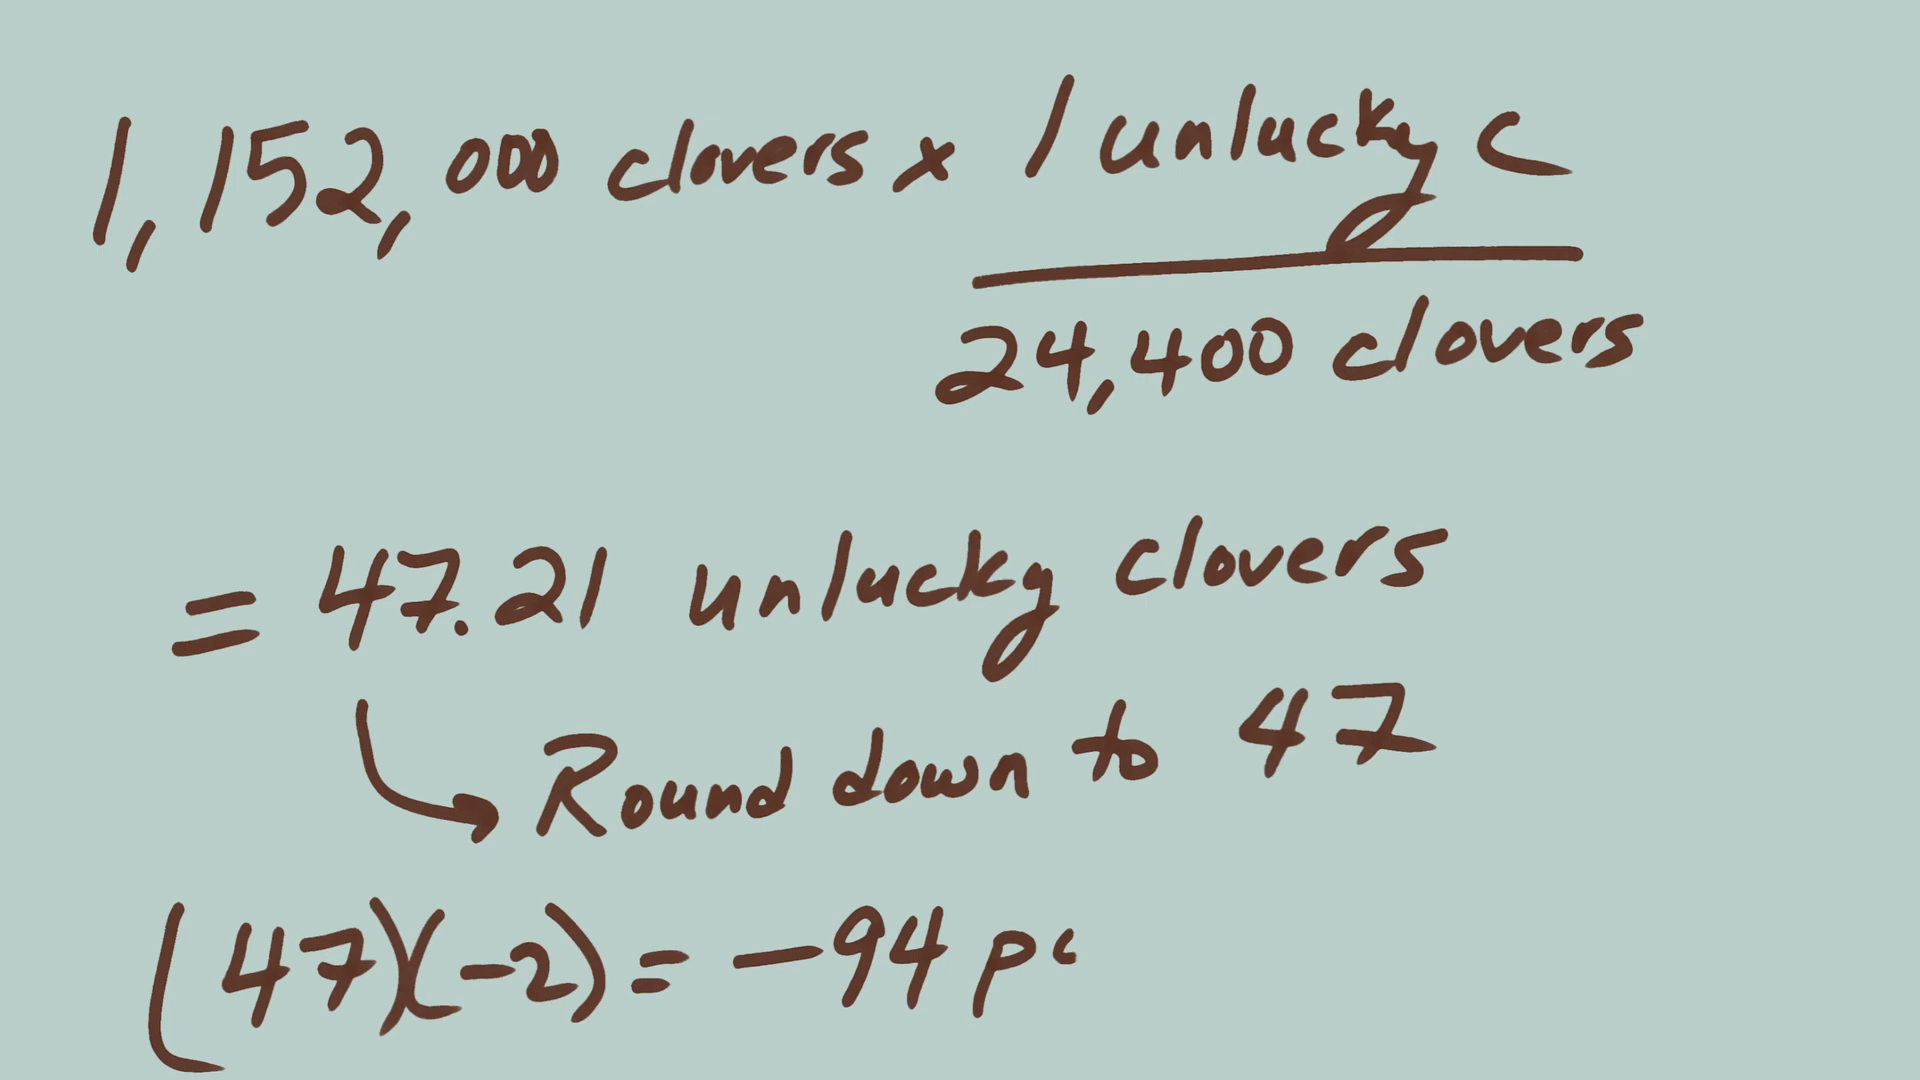 1,152,000 clovers x 1 unlucky c
24,400 clovers
= 47.21 unlucky clovers
Round down to 47
(47)(-2) = -94 p